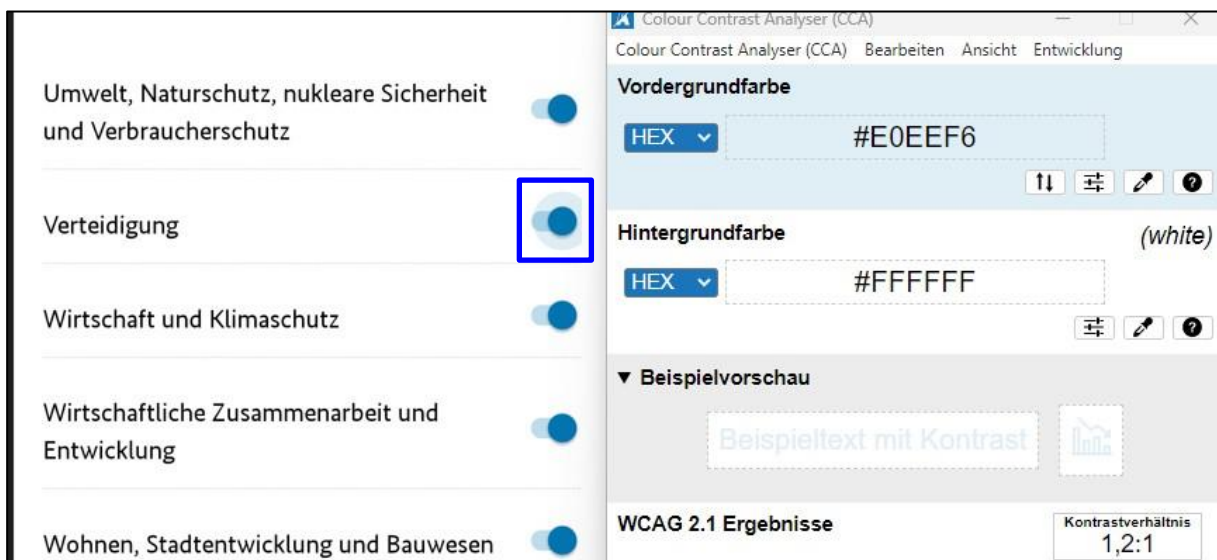 Umwelt, Naturschutz, nukleare Sicherheit
und Verbraucherschutz
Verteidigung
Wirtschaft und Klimaschutz
Wirtschaftliche Zusammenarbeit und
Entwicklung
Wohnen, Stadtentwicklung und Bauwesen
Colour Contrast Analyser (CCA)
Colour Contrast Analyser (CCA) Bearbeiten Ansicht Entwicklung
Vordergrundfarbe
HEX #E0EEF6
Hintergrundfarbe (white)
HEX #FFFFFF
▼ Beispielvorschau
Beispieltext mit Kontrast
WCAG 2.1 Ergebnisse
Kontrastverhältnis
1,2:1